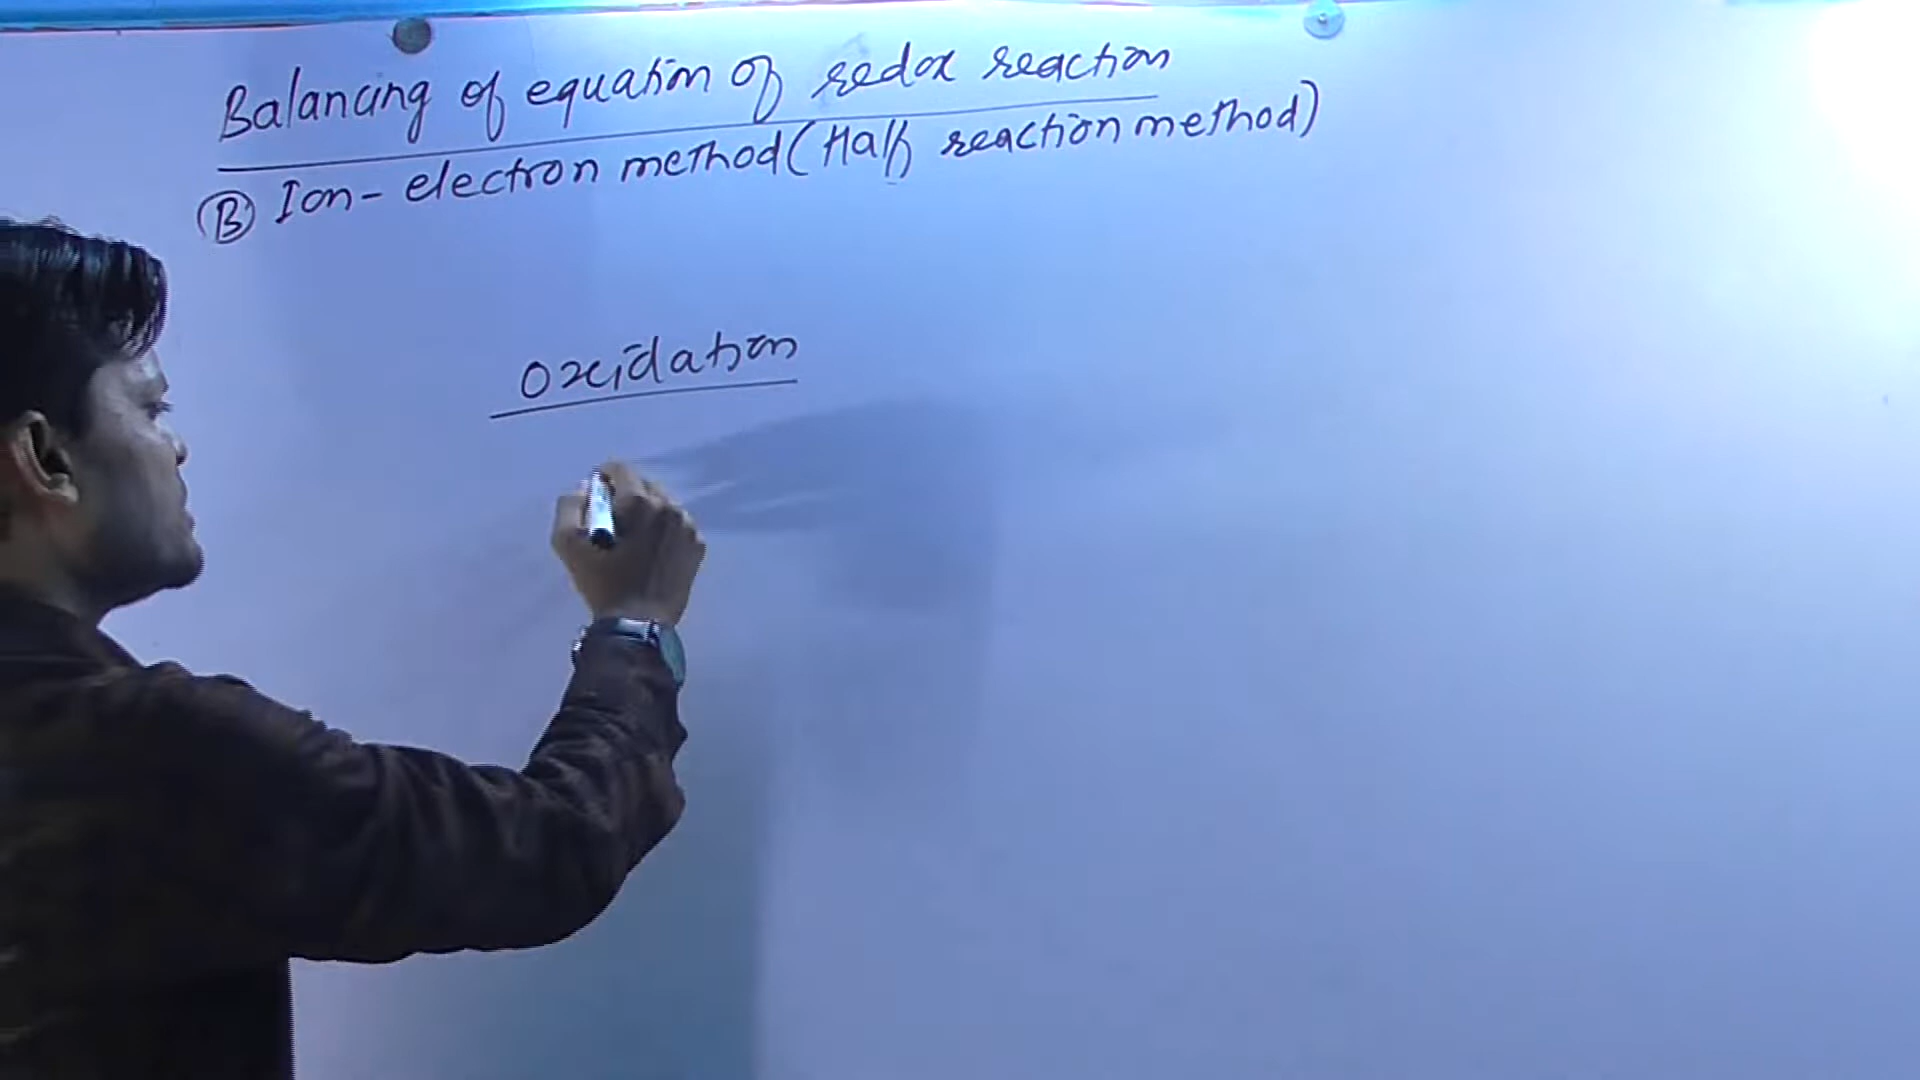 Balancing of equation of redox reaction
Ⓑ Ion - electron method (Half reaction method)
Oxidation